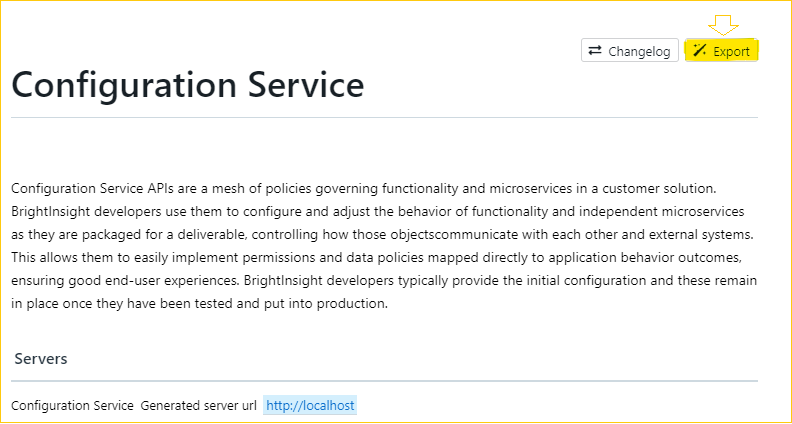 Changelog Export
Configuration Service
Configuration Service APIs are a mesh of policies governing functionality and microservices in a customer solution.
BrightInsight developers use them to configure and adjust the behavior of functionality and independent microservices
as they are packaged for a deliverable, controlling how those objectscommunicate with each other and external systems.
This allows them to easily implement permissions and data policies mapped directly to application behavior outcomes,
ensuring good end-user experiences. BrightInsight developers typically provide the initial configuration and these remain
in place once they have been tested and put into production.
Servers
Configuration Service Generated server url http://localhost